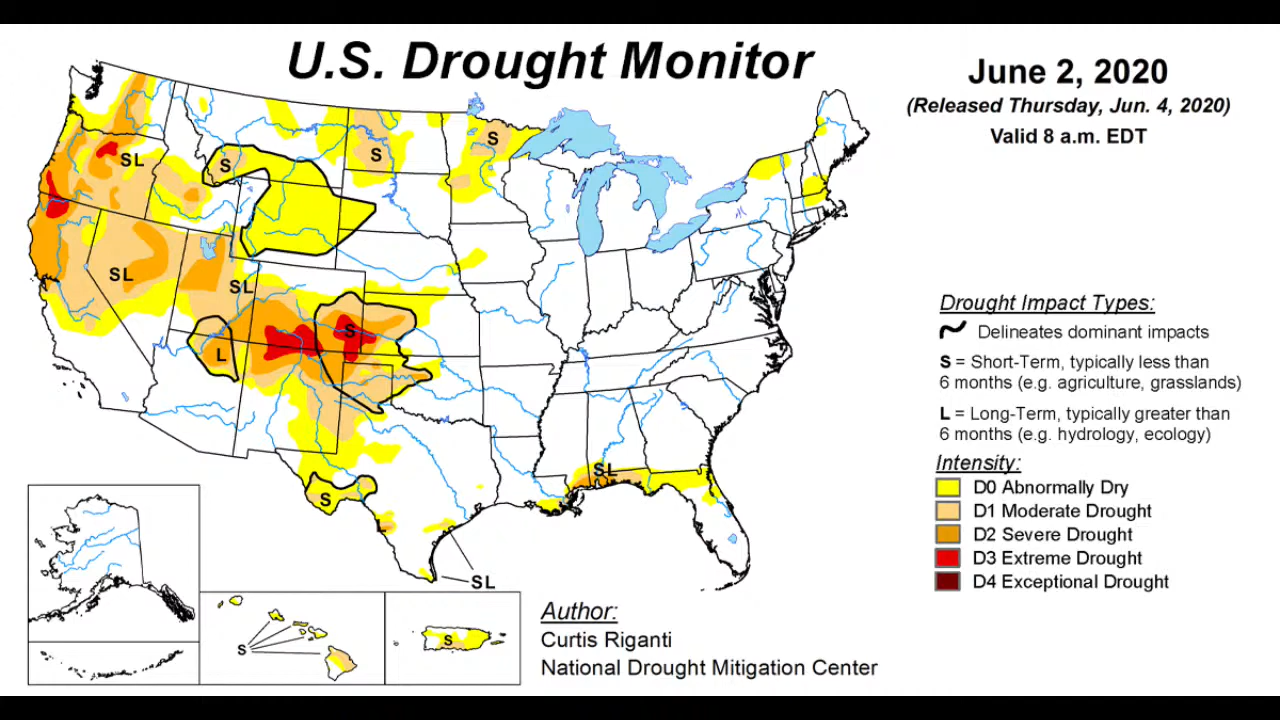 U.S. Drought Monitor
June 2, 2020
(Released Thursday, Jun. 4, 2020)
Valid 8 a.m. EDT
S
S
S
SL
SL
SL
S
L
SL
S
L
SL
S
S
Drought Impact Types:
Delineates dominant impacts
S = Short-Term, typically less than
6 months (e.g. agriculture, grasslands)
L = Long-Term, typically greater than
6 months (e.g. hydrology, ecology)
Intensity:
D0 Abnormally Dry
D1 Moderate Drought
D2 Severe Drought
D3 Extreme Drought
D4 Exceptional Drought
Author:
Curtis Riganti
National Drought Mitigation Center